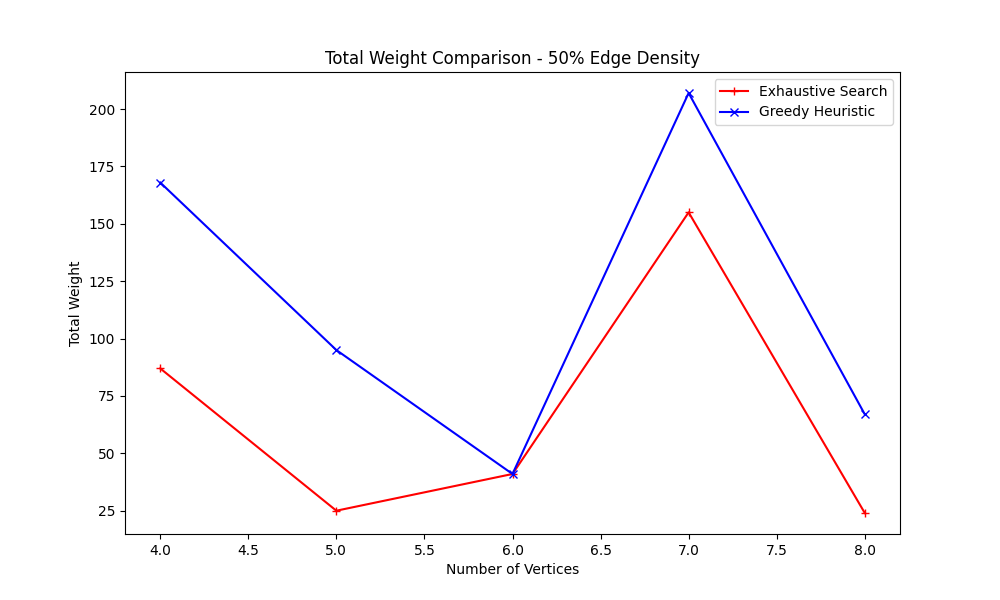 Total Weight Comparison - 50% Edge Density
Exhaustive Search
Greedy Heuristic
Total Weight
200
175
150
125
100
75
50
25
4.0 4.5 5.0 5.5 6.0 6.5 7.0 7.5 8.0
Number of Vertices